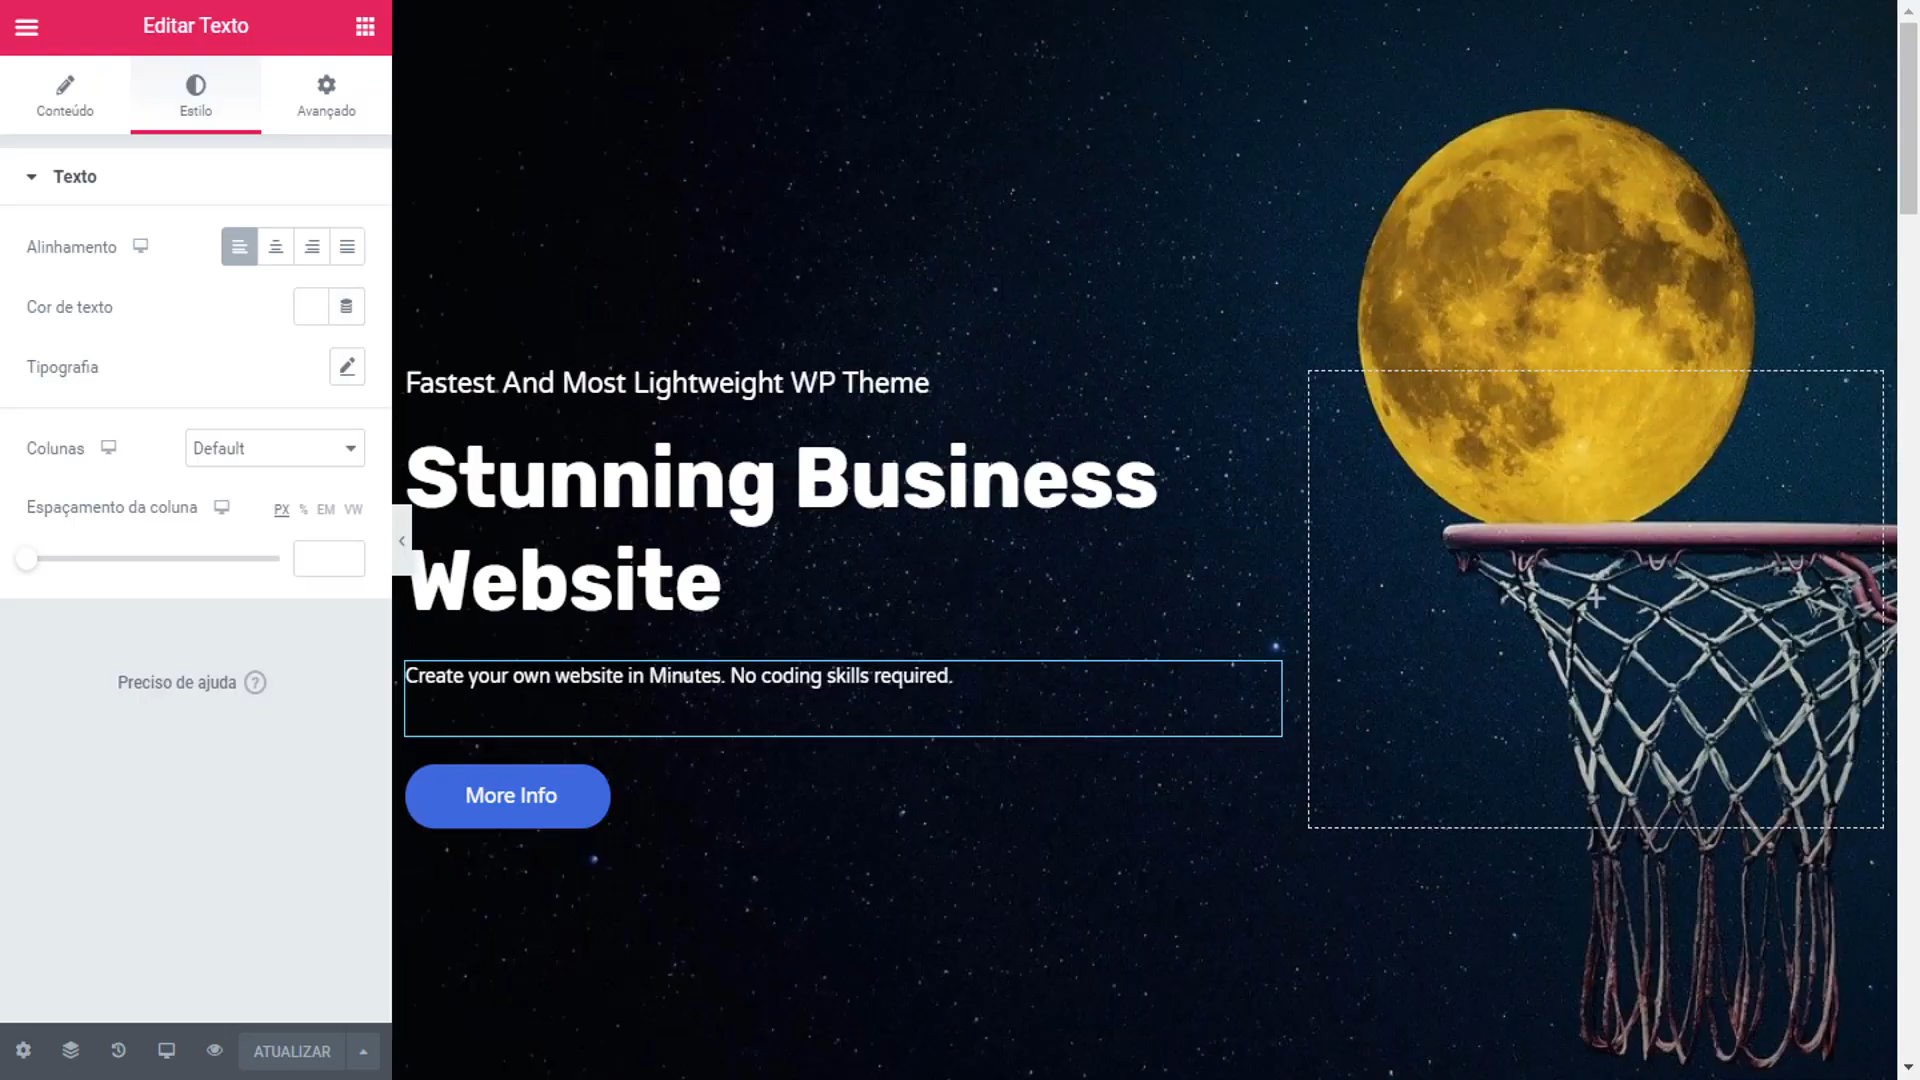 Editar Texto
Conteúdo
Estilo
Avançado
Texto
Alinhamento
Cor de texto
Tipografia
Colunas
Default
Espaçamento da coluna
PX % EM VW
Preciso de ajuda ?
ATUALIZAR
Fastest And Most Lightweight WP Theme
Stunning Business
Website
Create your own website in Minutes. No coding skills required.
More Info